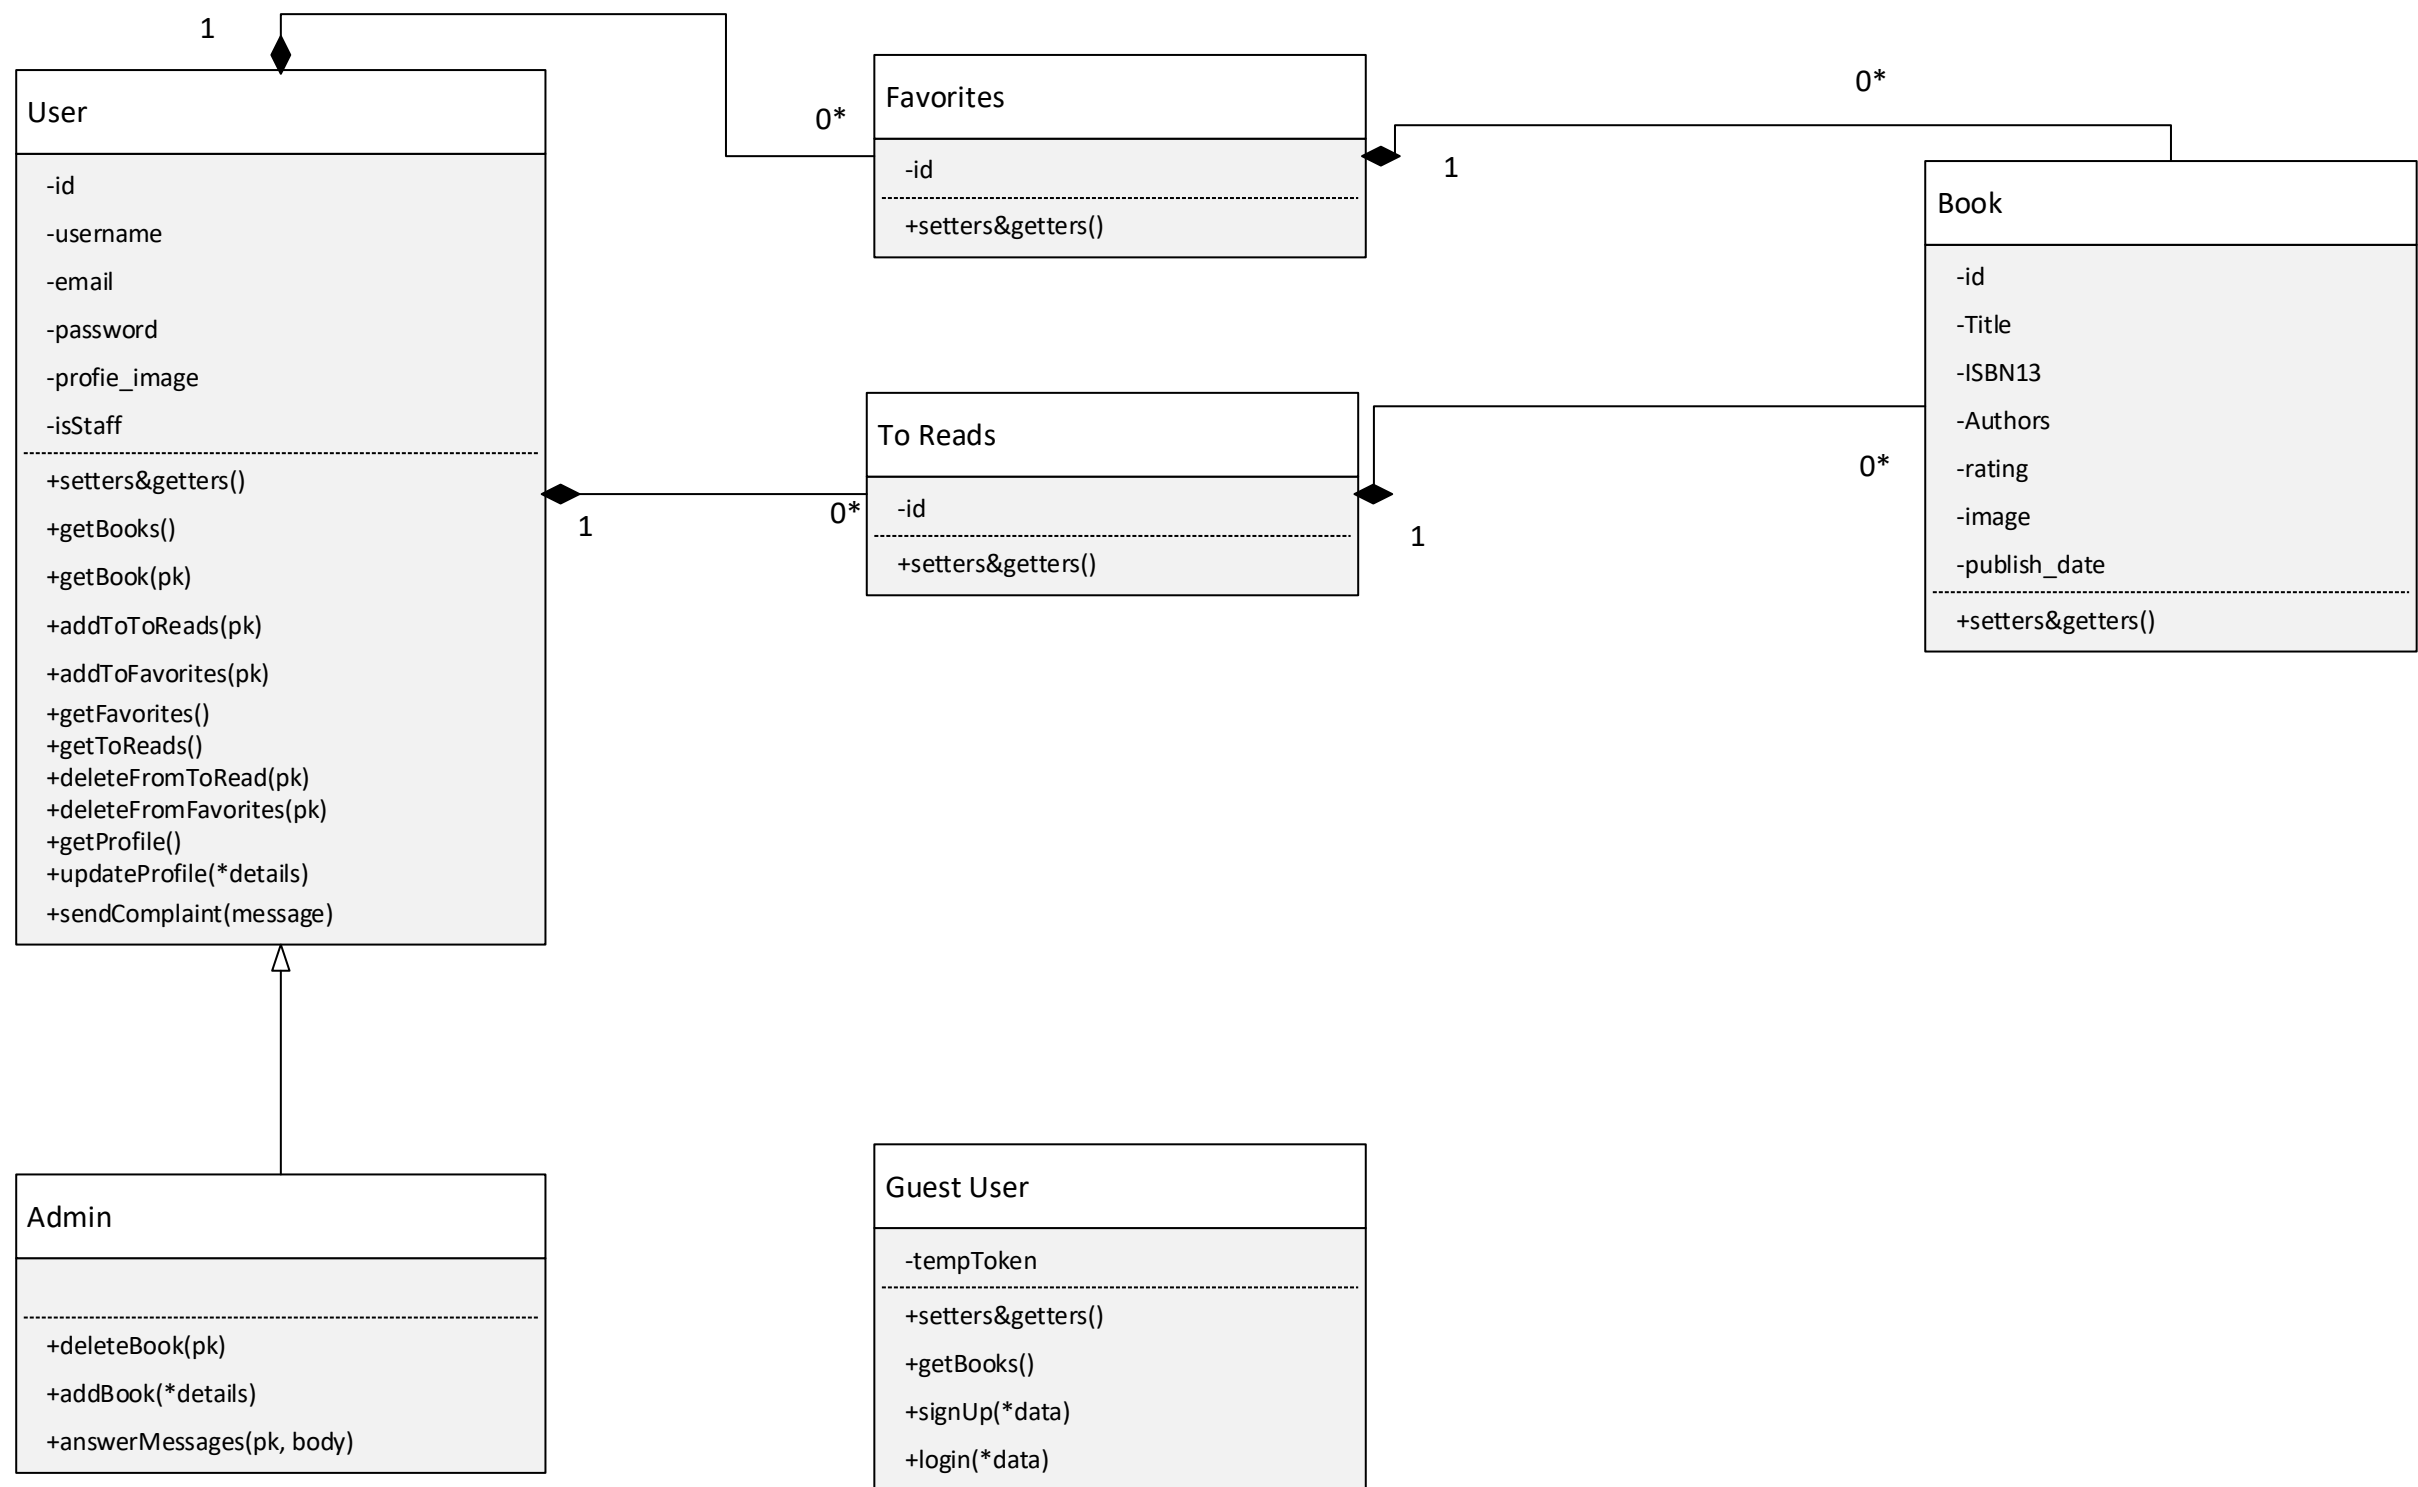 1
User
-id
-username
-email
-password
-profie_image
-isStaff
+setters&getters()
+getBooks()
+getBook(pk)
+addToToReads(pk)
+addToFavorites(pk)
+getFavorites()
+getToReads()
+deleteFromToRead(pk)
+deleteFromFavorites(pk)
+getProfile()
+updateProfile(*details)
+sendComplaint(message)
0*
Favorites
-id
+setters&getters()
1
0*
1
0*
To Reads
-id
+setters&getters()
1
0*
Book
-id
-Title
-ISBN13
-Authors
-rating
-image
-publish_date
+setters&getters()
Admin
+deleteBook(pk)
+addBook(*details)
+answerMessages(pk, body)
Guest User
-tempToken
+setters&getters()
+getBooks()
+signUp(*data)
+login(*data)